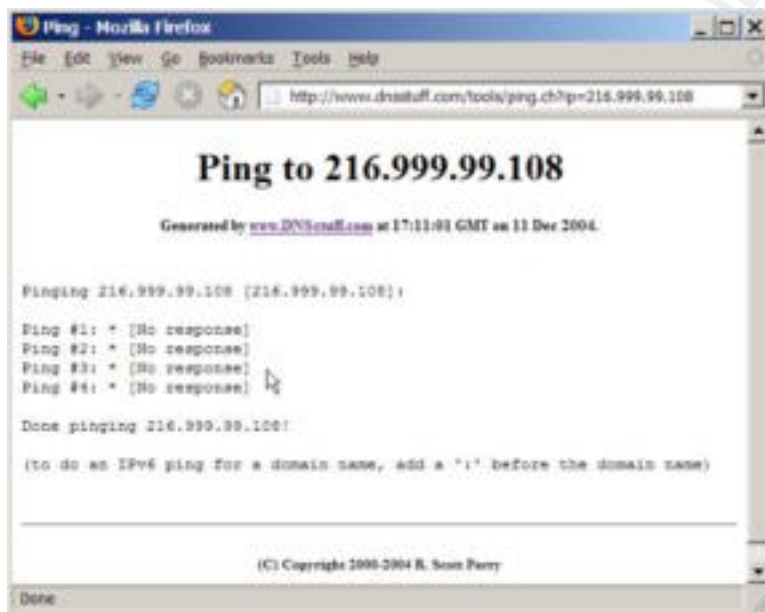 Ping - Mozilla Firefox
File Edit View Go Bookmarks Tools Help
http://www.dnsstuff.com/tools/ping.ch?ip=216.999.99.108
Ping to 216.999.99.108
Generated by www.DNSstuff.com at 17:11:01 GMT on 11 Dec 2004.
Pinging 216.999.99.108 [216.999.99.108]:
Ping #1: * [No response]
Ping #2: * [No response]
Ping #3: * [No response]
Ping #4: * [No response]
Done pinging 216.999.99.108!
(to do an IPv6 ping for a domain name, add a ':' before the domain name)
(C) Copyright 2000-2004 R. Scott Perry
Done